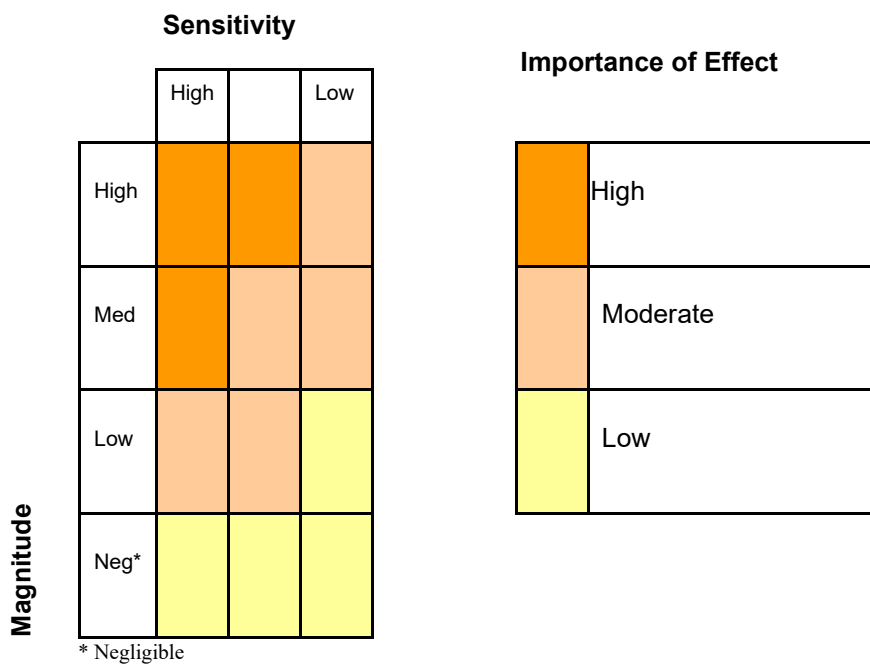 Sensitivity
Importance of Effect
High Low
High
Med
Low
Neg*
Magnitude
* Negligible
High
Moderate
Low